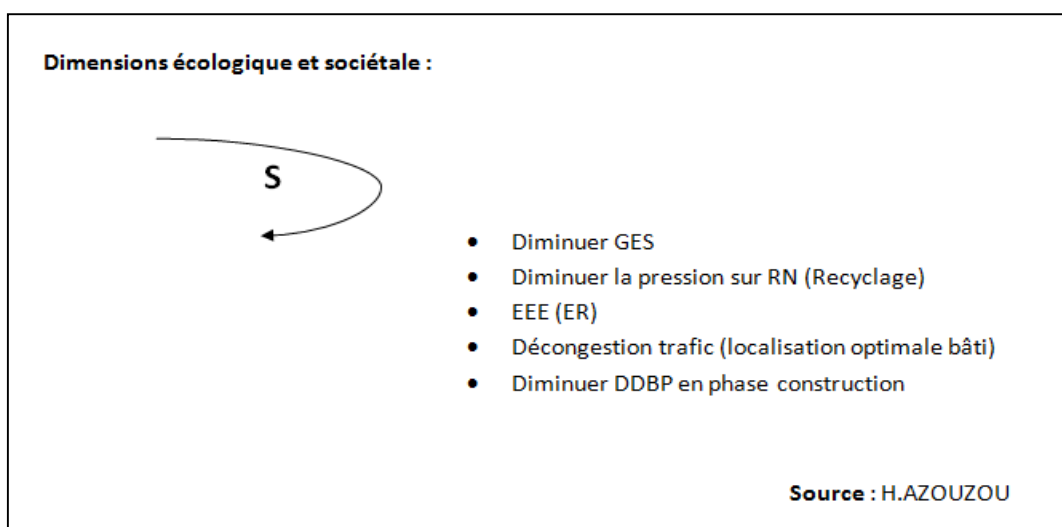 Dimensions écologique et sociétale :
S
• Diminuer GES
• Diminuer la pression sur RN (Recyclage)
• EEE (ER)
• Décongestion trafic (localisation optimale bâti)
• Diminuer DDBP en phase construction
Source : H.AZOUZOU